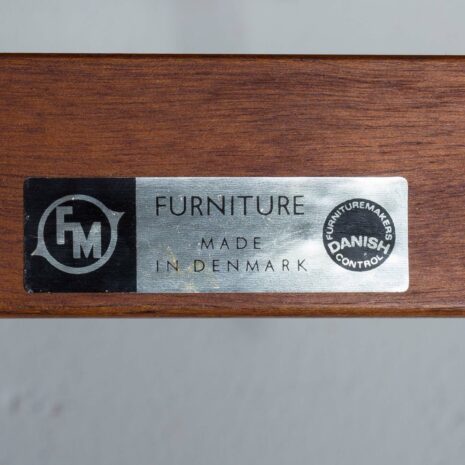 FM
FURNITURE
MADE
IN DENMARK
FURNITUREMAKERS
DANISH
CONTROL